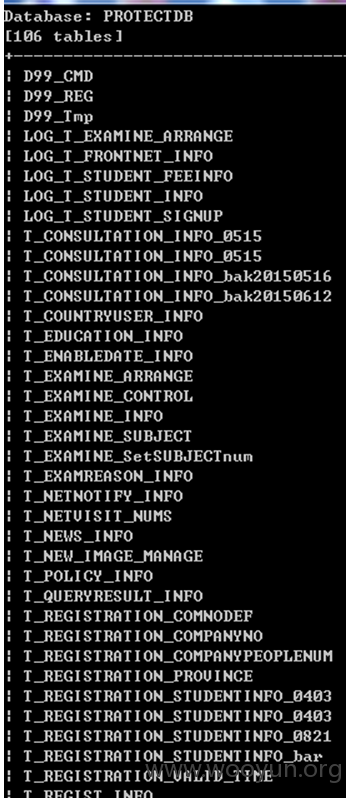 Database: PROTECTDB
[106 tables]
+-----------------------------------
| D99_CMD
| D99_REG
| D99_Tmp
| LOG_T_EXAMINE_ARRANGE
| LOG_T_FRONTNET_INFO
| LOG_T_STUDENT_FEEINFO
| LOG_T_STUDENT_INFO
| LOG_T_STUDENT_SIGNUP
| T_CONSULTATION_INFO_0515
| T_CONSULTATION_INFO_0515
| T_CONSULTATION_INFO_bak20150516
| T_CONSULTATION_INFO_bak20150612
| T_COUNTRYUSER_INFO
| T_EDUCATION_INFO
| T_ENABLEDATE_INFO
| T_EXAMINE_ARRANGE
| T_EXAMINE_CONTROL
| T_EXAMINE_INFO
| T_EXAMINE_SUBJECT
| T_EXAMINE_SetSUBJECTnum
| T_EXAMREASON_INFO
| T_NETNOTIFY_INFO
| T_NETVISIT_NUMS
| T_NEWS_INFO
| T_NEW_IMAGE_MANAGE
| T_POLICY_INFO
| T_QUERYRESULT_INFO
| T_REGISTRATION_COMNODEF
| T_REGISTRATION_COMPANYNO
| T_REGISTRATION_COMPANYPEOPLENUM
| T_REGISTRATION_PROVINCE
| T_REGISTRATION_STUDENTINFO_0403
| T_REGISTRATION_STUDENTINFO_0403
| T_REGISTRATION_STUDENTINFO_0821
| T_REGISTRATION_STUDENTINFO_bar
| T_REGISTRATION_VALID_TIME
| T_REGIST_INFO
www.wooyun.org